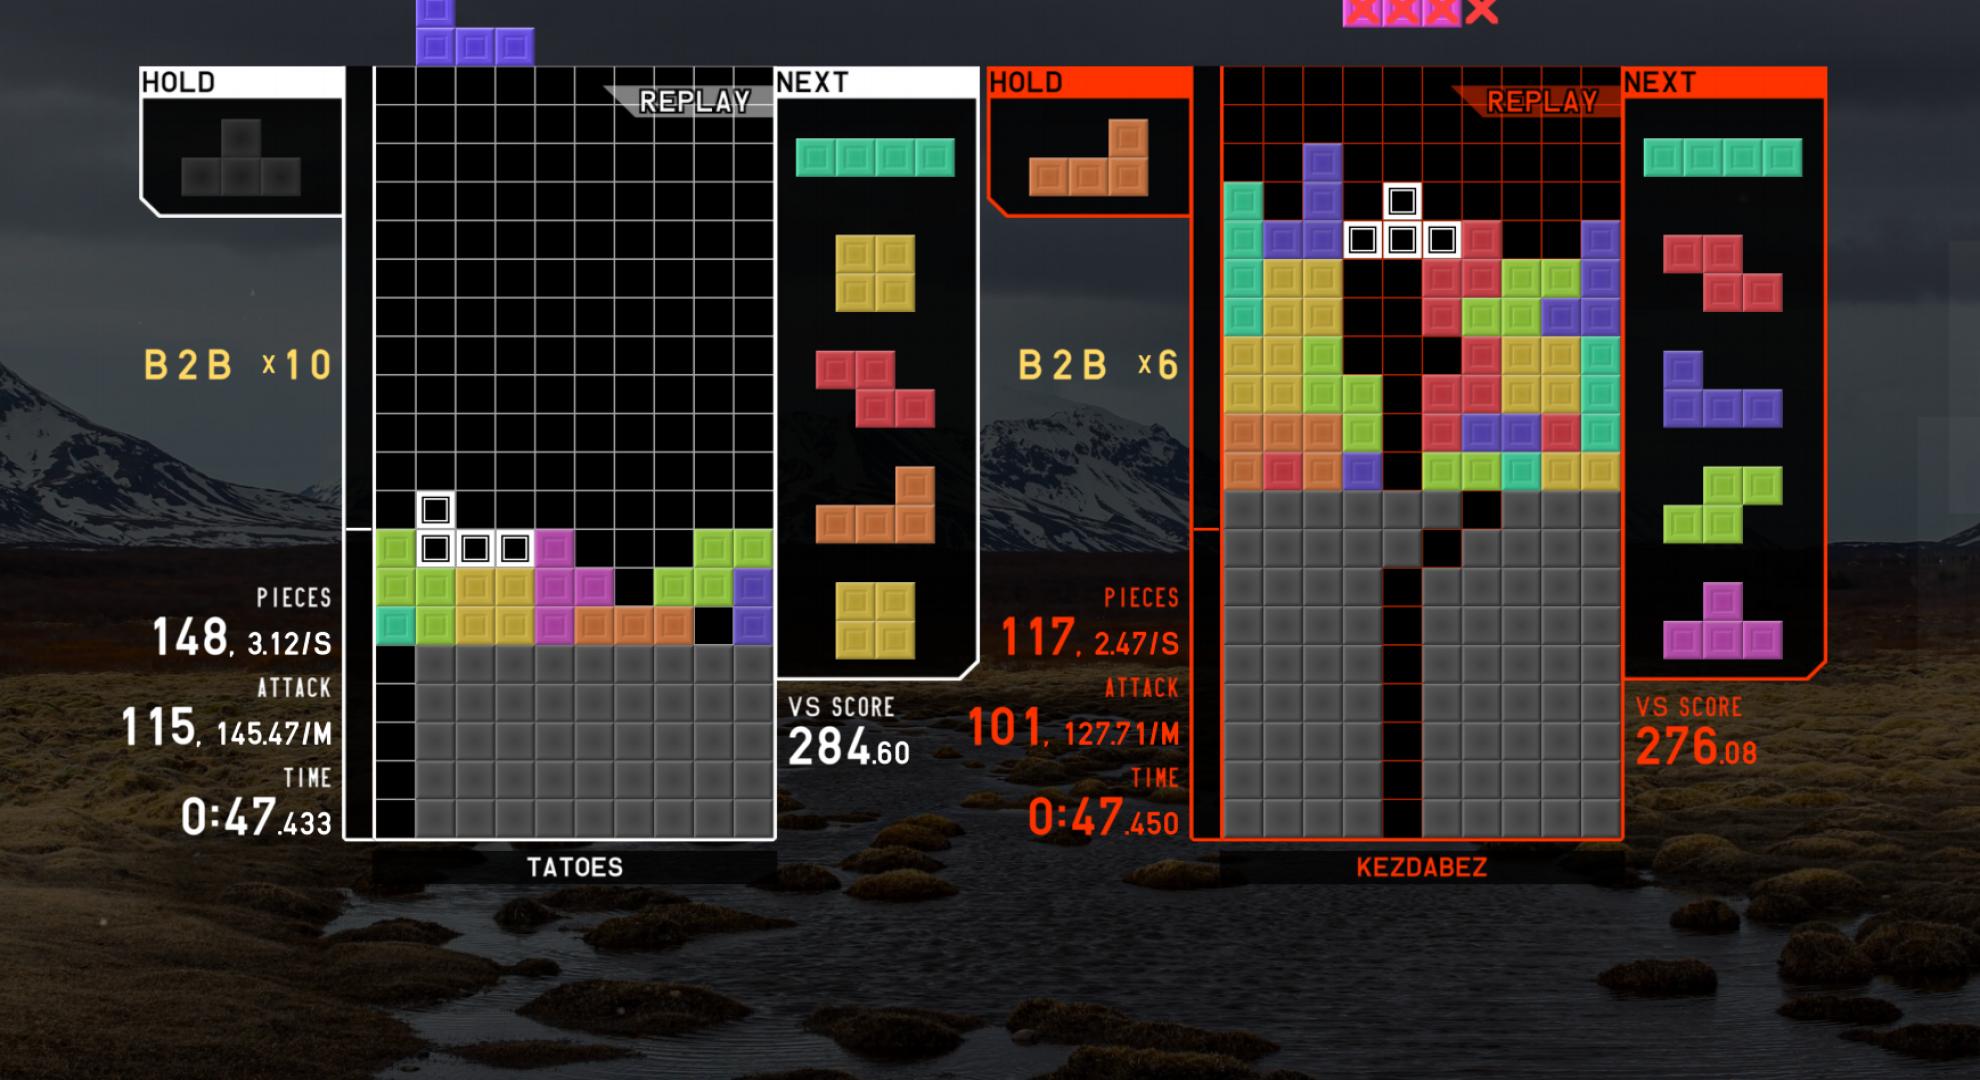 HOLD
REPLAY
NEXT
B2B x10
PIECES
148, 3.12/S
ATTACK
115, 145.47/M
TIME
0:47.433
VS SCORE
284.60
TATOES
HOLD
REPLAY
NEXT
B2B x6
PIECES
117, 2.47/S
ATTACK
101, 127.71/M
TIME
0:47.450
VS SCORE
276.08
KEZDABEZ